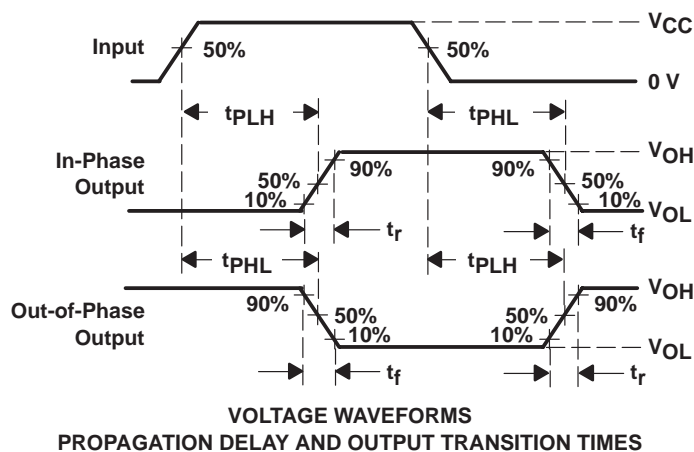 VCC
Input
50%
50%
0 V
tPLH
tPHL
In-Phase
Output
VOH
90%
90%
50%
50%
10%
10%
VOL
tr
tf
tPHL
tPLH
Out-of-Phase
Output
90%
VOH
90%
50%
50%
10%
10%
VOL
tf
tr
VOLTAGE WAVEFORMS
PROPAGATION DELAY AND OUTPUT TRANSITION TIMES